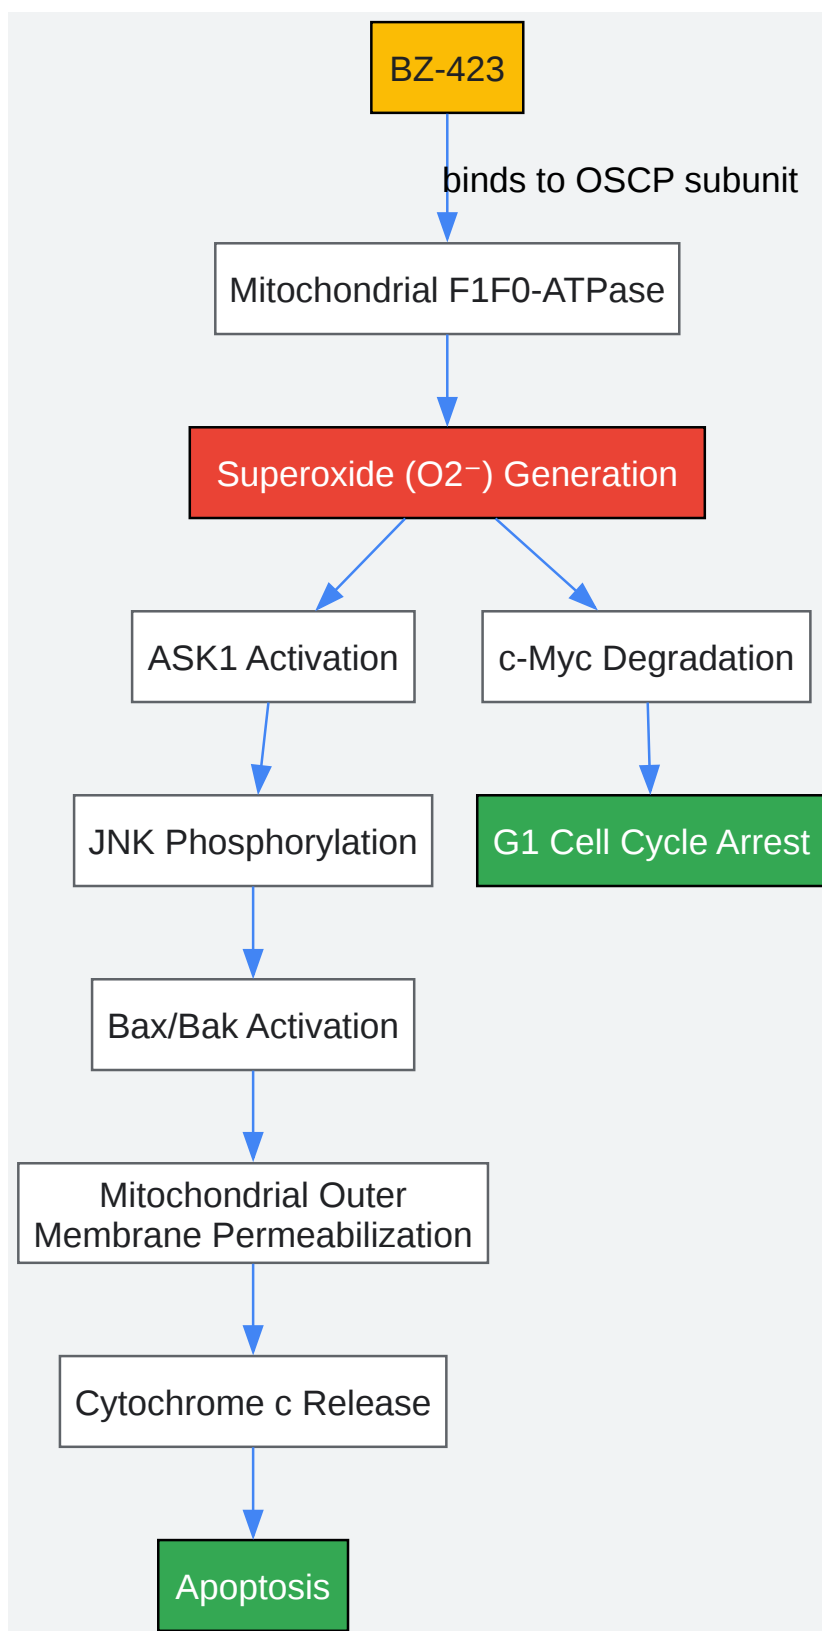 BZ-423
binds to OSCP subunit
Mitochondrial F1F0-ATPase
Superoxide (O2⁻) Generation
ASK1 Activation
c-Myc Degradation
JNK Phosphorylation
G1 Cell Cycle Arrest
Bax/Bak Activation
Mitochondrial Outer
Membrane Permeabilization
Cytochrome c Release
Apoptosis